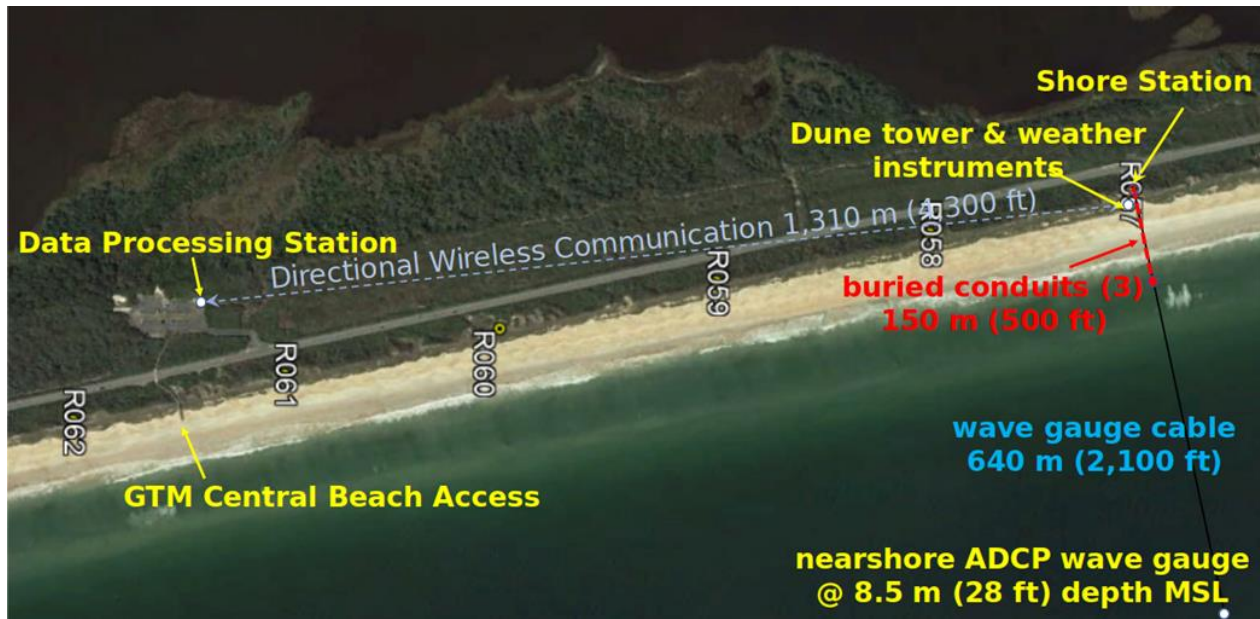 Shore Station
Dune tower & weather
instruments
R057
Directional Wireless Communication 1,310 m (4,300 ft)
R058
Data Processing Station
R059
buried conduits (3)
150 m (500 ft)
R060
R061
R062
wave gauge cable
640 m (2,100 ft)
GTM Central Beach Access
nearshore ADCP wave gauge
@ 8.5 m (28 ft) depth MSL